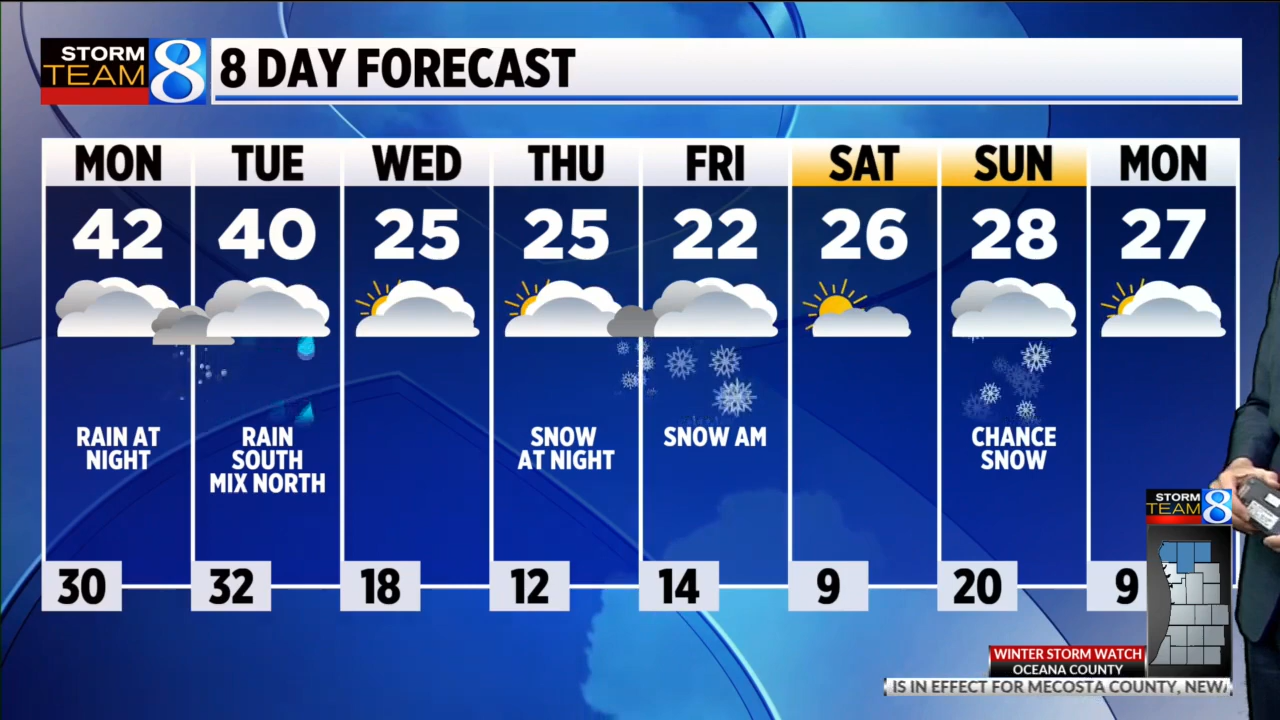 STORM
TEAM 8
8 DAY FORECAST
MON TUE WED THU FRI SAT SUN MON
42 40 25 25 22 26 28 27
RAIN AT
NIGHT
RAIN
SOUTH
MIX NORTH
SNOW
AT NIGHT
SNOW AM
CHANCE
SNOW
30 32 18 12 14 9 20 9
STORM
TEAM 8
WINTER STORM WATCH
OCEANA COUNTY
IS IN EFFECT FOR MECOSTA COUNTY, NEWA